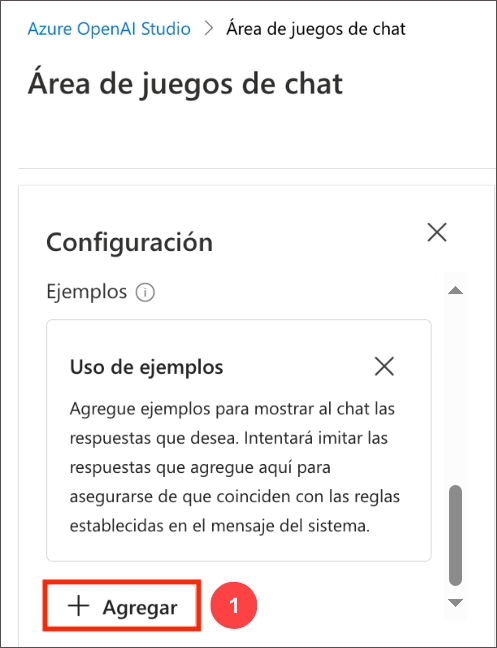 Azure OpenAI Studio > Área de juegos de chat
Área de juegos de chat
Configuración
Ejemplos
Uso de ejemplos
Agregue ejemplos para mostrar al chat las
respuestas que desea. Intentará imitar las
respuestas que agregue aquí para
asegurarse de que coinciden con las reglas
establecidas en el mensaje del sistema.
+ Agregar 1